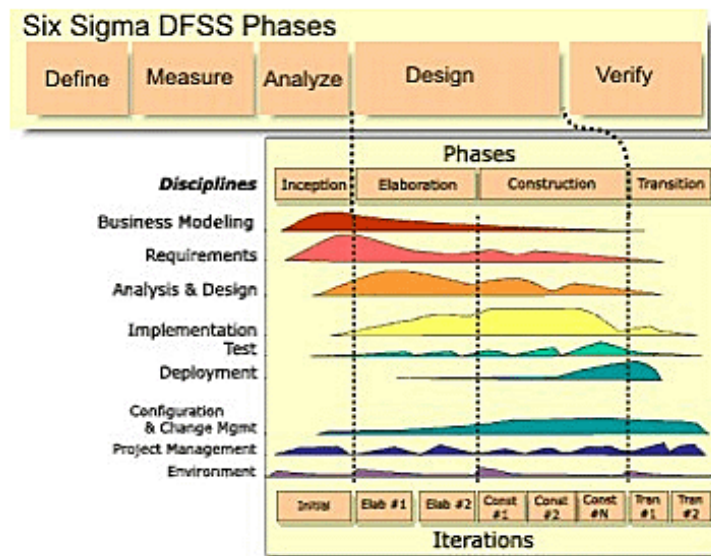 Six Sigma DFSS Phases
Define Measure Analyze Design Verify
Phases
Disciplines Inception Elaboration Construction Transition
Business Modeling
Requirements
Analysis & Design
Implementation
Test
Deployment
Configuration
& Change Mgmt
Project Management
Environment
Initial Elab #1 Elab #2 Const #1 Const #2 Const #N Tran #1 Tran #2
Iterations